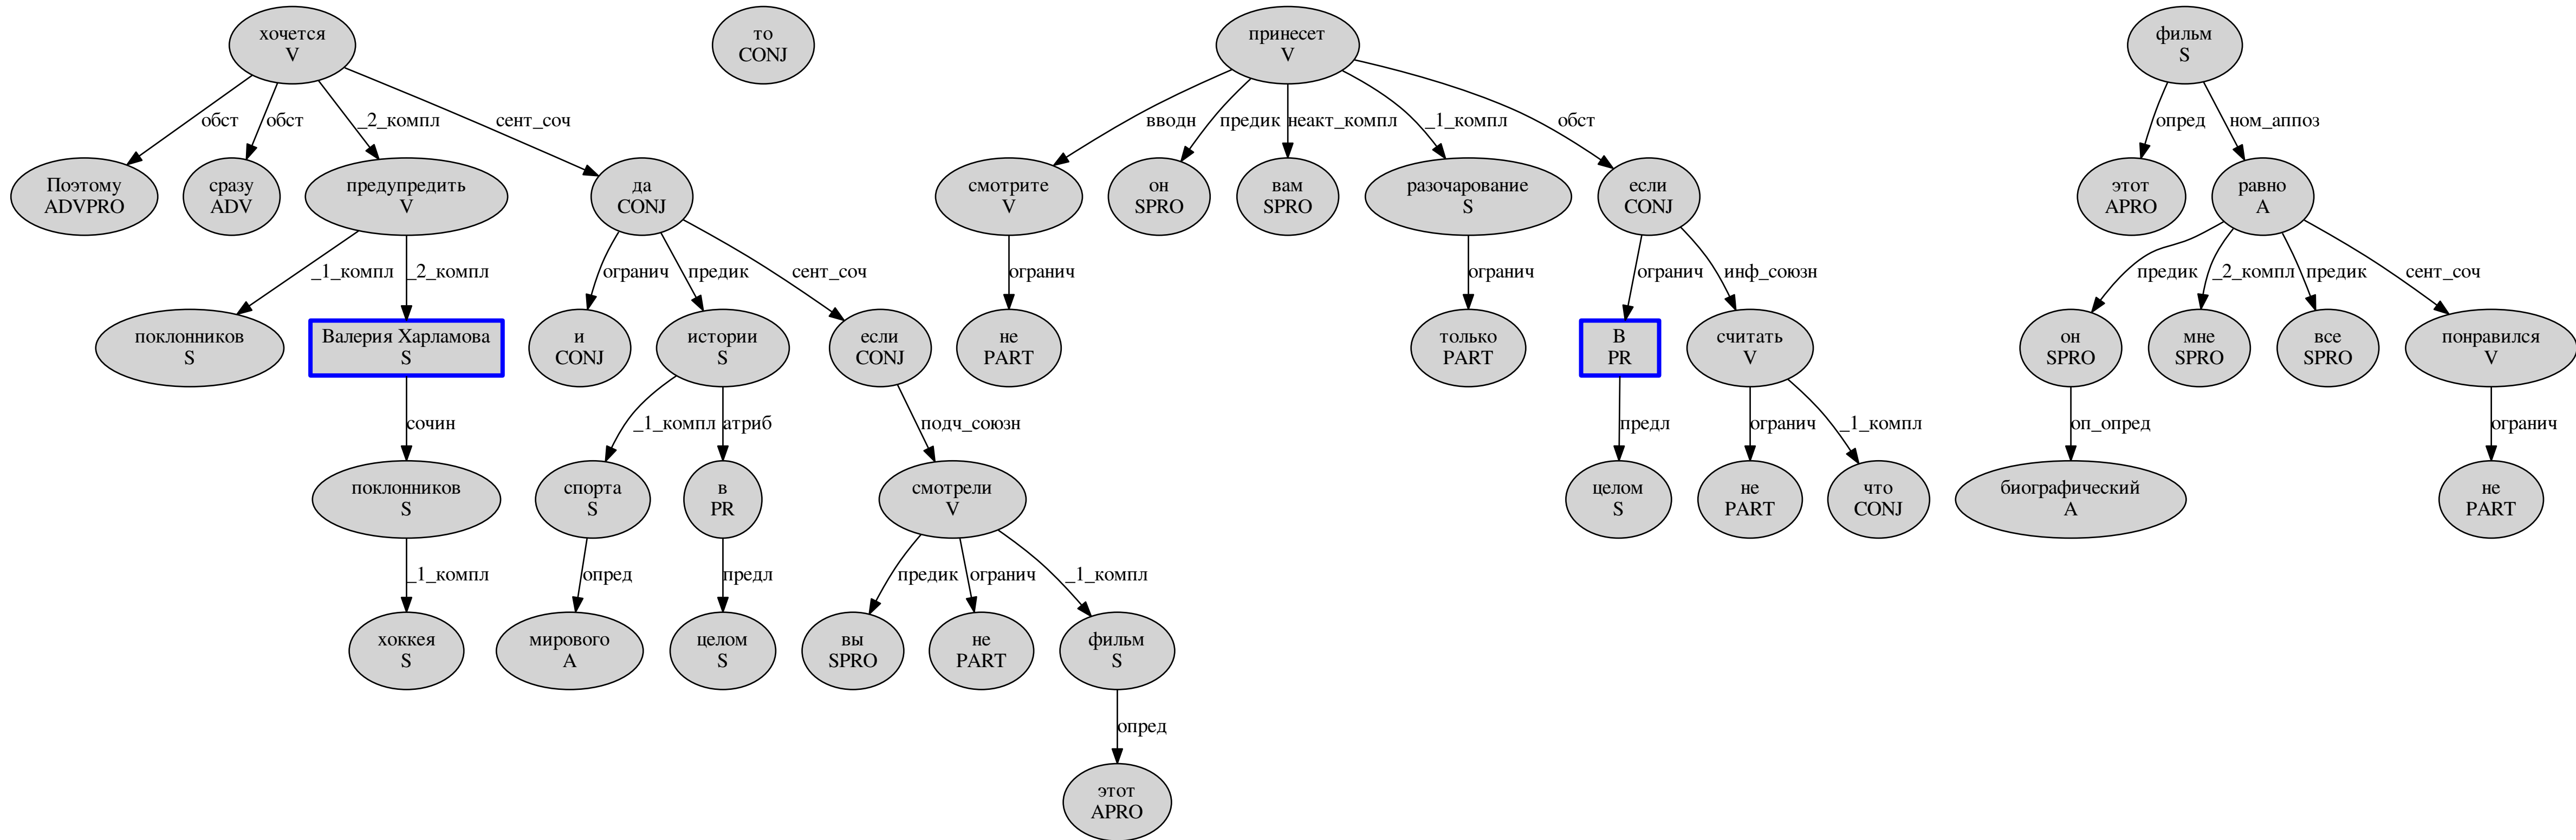 хочется
V
то
CONJ
принесет
V
фильм
S
обст
обст
_2_компл
сент_соч
вводн
предик
неакт_компл
_1_компл
обст
опред
ном_аппоз
Поэтому
ADVPRO
сразу
ADV
предупредить
V
да
CONJ
смотрите
V
он
SPRO
вам
SPRO
разочарование
S
если
CONJ
этот
APRO
равно
A
_1_компл
_2_компл
огранич
предик
сент_соч
огранич
огранич
огранич
инф_союзн
предик
_2_компл
предик
сент_соч
поклонников
S
Валерия Харламова
S
и
CONJ
истории
S
если
CONJ
не
PART
только
PART
В
PR
считать
V
он
SPRO
мне
SPRO
все
SPRO
понравился
V
сочин
_1_компл
атриб
подч_союзн
предл
огранич
_1_компл
оп_опред
огранич
поклонников
S
спорта
S
в
PR
смотрели
V
целом
S
не
PART
что
CONJ
биографический
A
не
PART
_1_компл
опред
предл
предик
огранич
_1_компл
хоккея
S
мирового
A
целом
S
вы
SPRO
не
PART
фильм
S
опред
этот
APRO